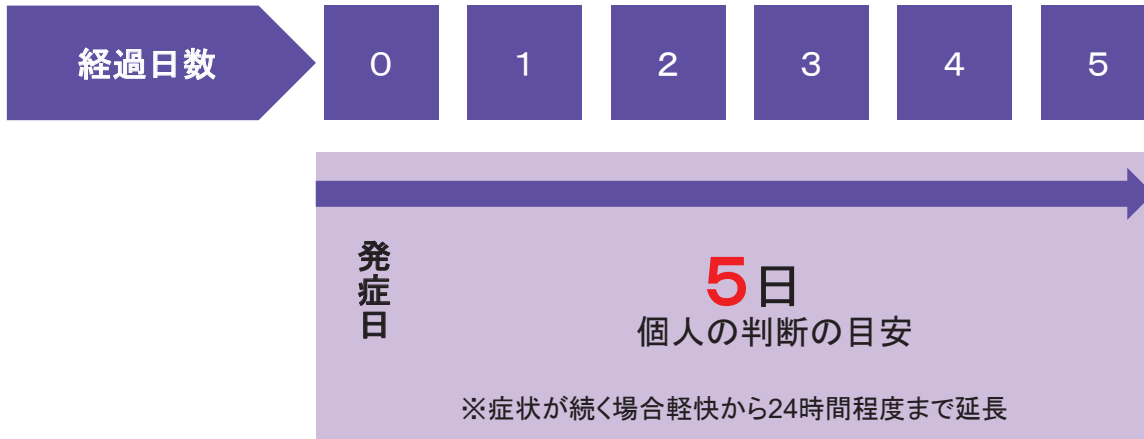 経過日数 0 1 2 3 4 5
発症日
5日
個人の判断の目安
※症状が続く場合軽快から24時間程度まで延長